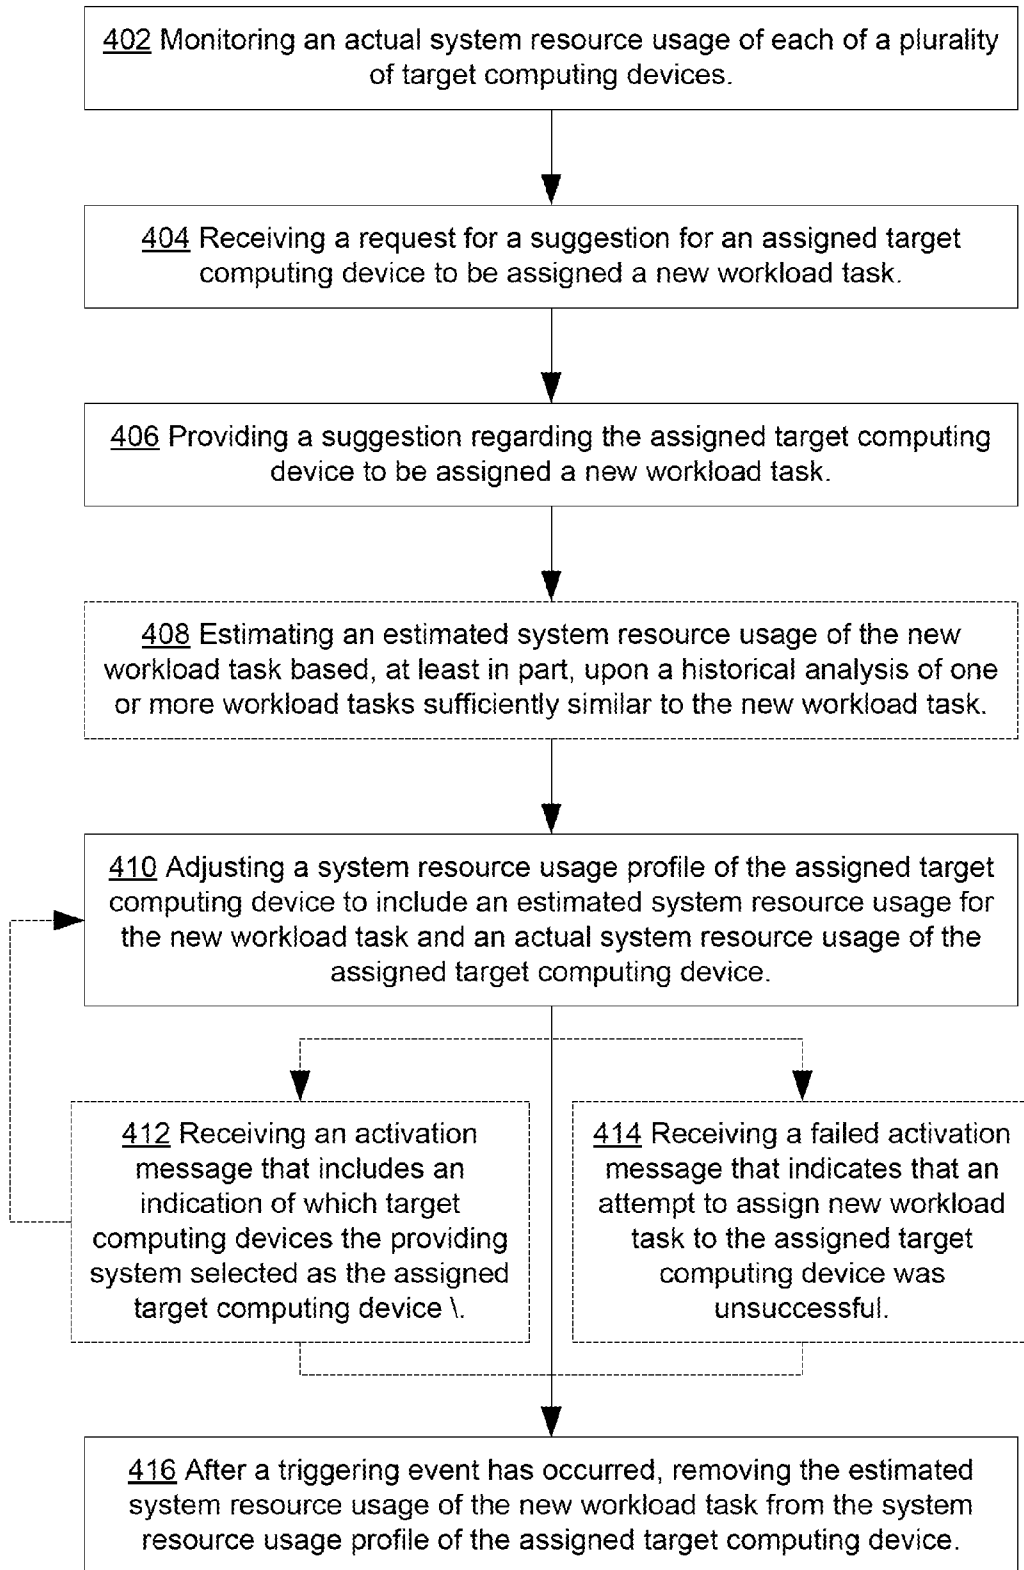 402 Monitoring an actual system resource usage of each of a plurality
of target computing devices.
404 Receiving a request for a suggestion for an assigned target
computing device to be assigned a new workload task.
406 Providing a suggestion regarding the assigned target computing
device to be assigned a new workload task.
408 Estimating an estimated system resource usage of the new
workload task based, at least in part, upon a historical analysis of one
or more workload tasks sufficiently similar to the new workload task.
410 Adjusting a system resource usage profile of the assigned target
computing device to include an estimated system resource usage for
the new workload task and an actual system resource usage of the
assigned target computing device.
412 Receiving an activation
message that includes an
indication of which target
computing devices the providing
system selected as the assigned
target computing device \.
414 Receiving a failed activation
message that indicates that an
attempt to assign new workload
task to the assigned target
computing device was
unsuccessful.
416 After a triggering event has occurred, removing the estimated
system resource usage of the new workload task from the system
resource usage profile of the assigned target computing device.